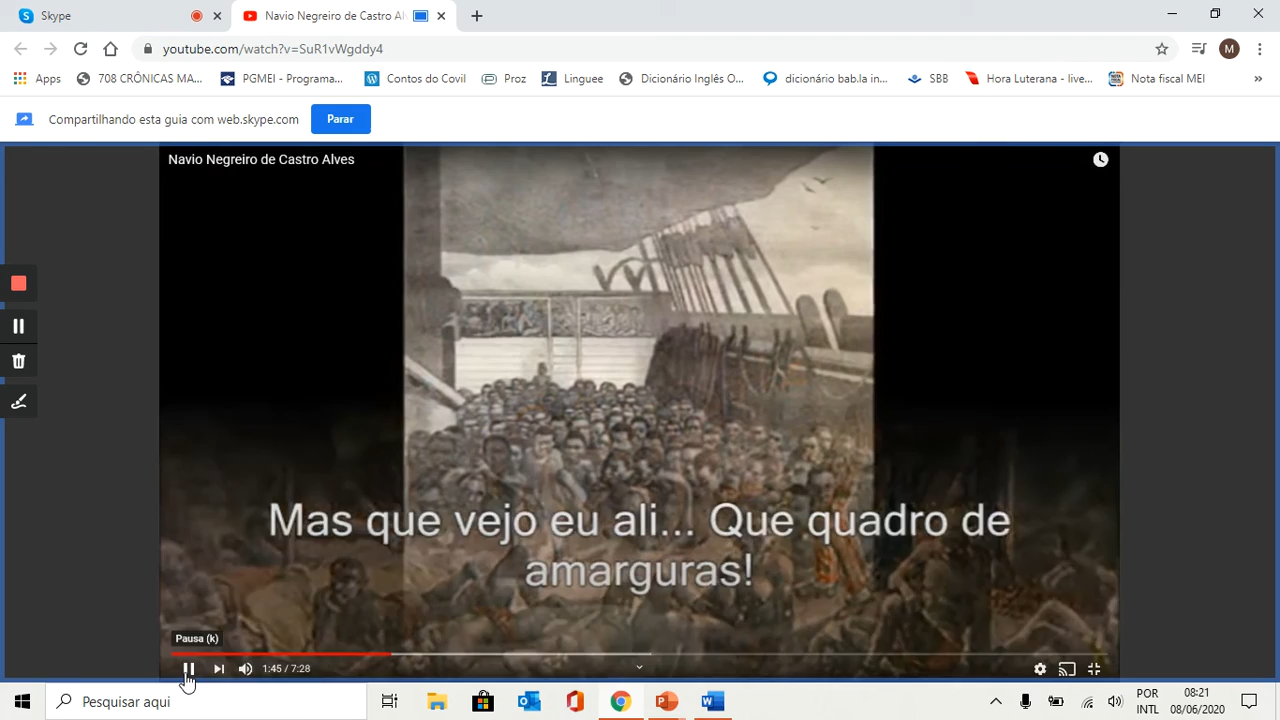 Skype
Navio Negreiro de Castro Al
youtube.com/watch?v=SuR1vWgddy4
M
Apps
708 CRÔNICAS MA...
PGMEI - Programa...
Contos do Covil
Proz
Linguee
Dicionário Inglês O...
dicionário bab.la in...
SBB
Hora Luterana - live...
Nota fiscal MEI
»
Compartilhando esta guia com web.skype.com
Parar
Navio Negreiro de Castro Alves
Mas que vejo eu ali... Que quadro de
amarguras!
Pausa (k)
1:45 / 7:28
Pesquisar aqui
POR
INTL
08:21
08/06/2020